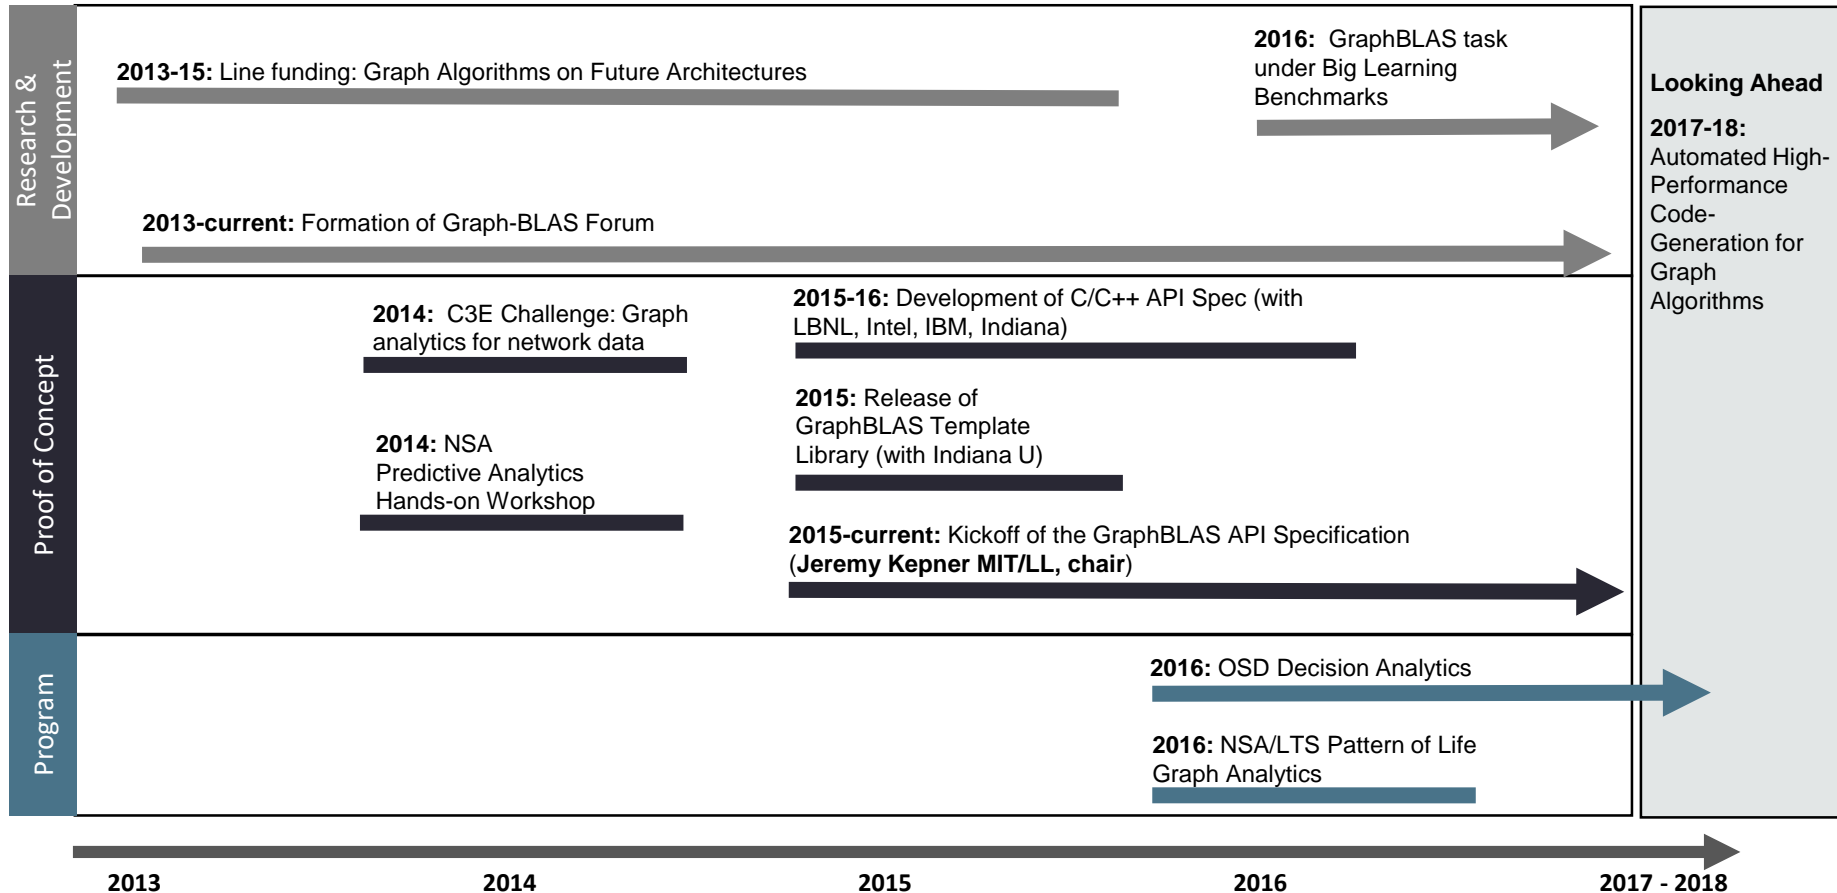 Research &
Development
2013-15: Line funding: Graph Algorithms on Future Architectures
2016:  GraphBLAS task
under Big Learning
Benchmarks
2013-current: Formation of Graph-BLAS Forum
Proof of Concept
2014:  C3E Challenge: Graph
analytics for network data
2014: NSA
Predictive Analytics
Hands-on Workshop
2015-16: Development of C/C++ API Spec (with
LBNL, Intel, IBM, Indiana)
2015: Release of
GraphBLAS Template
Library (with Indiana U)
2015-current: Kickoff of the GraphBLAS API Specification
(Jeremy Kepner MIT/LL, chair)
Program
2016: OSD Decision Analytics
2016: NSA/LTS Pattern of Life
Graph Analytics
Looking Ahead
2017-18:
Automated High-
Performance
Code-
Generation for
Graph
Algorithms
2013
2014
2015
2016
2017 - 2018